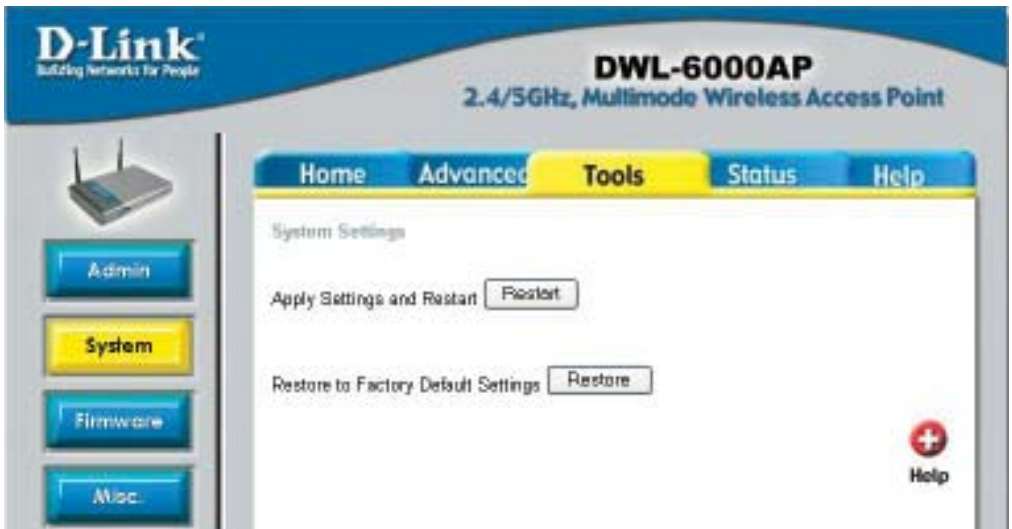 D-Link
Building Networks for People
DWL-6000AP
2.4/5GHz, Multimode Wireless Access Point
Home Advanced Tools Status Help
Admin
System
Firmware
Misc.
System Settings
Apply Settings and Restart Restart
Restore to Factory Default Settings Restore
Help